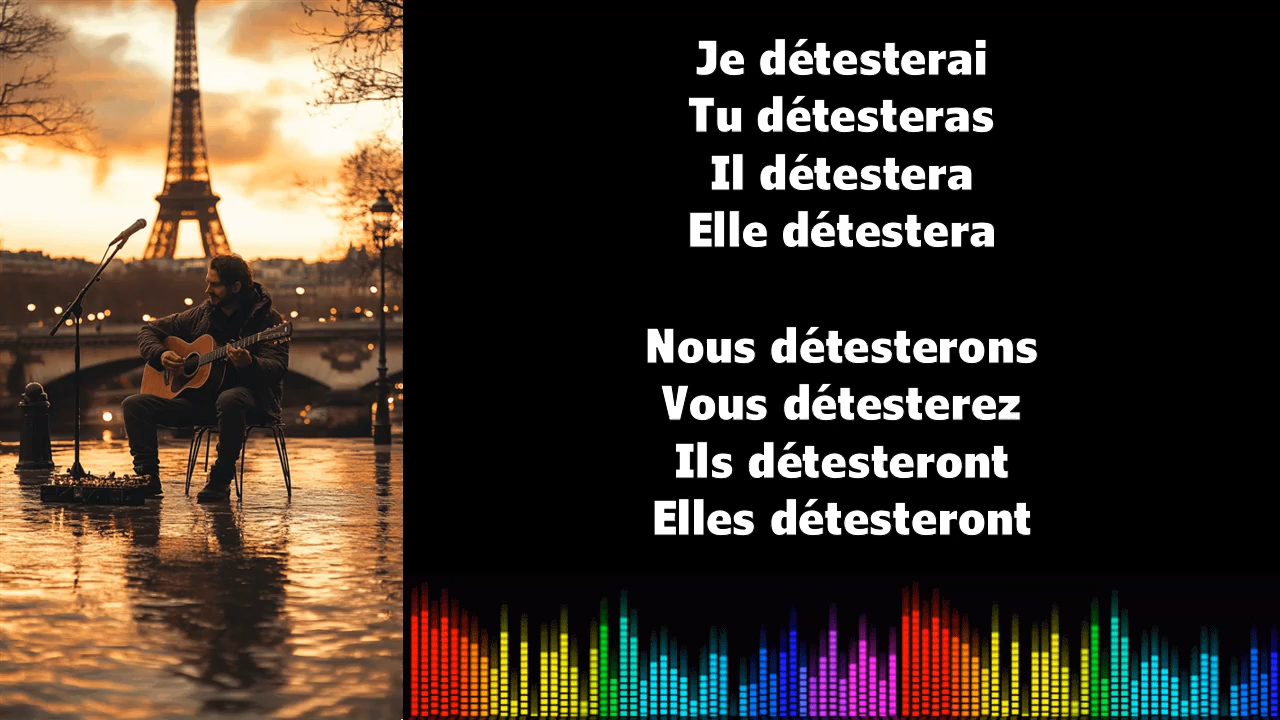 Je détesterai
Tu détesteras
Il détestera
Elle détestera
Nous détesterons
Vous détesterez
Ils détesteront
Elles détesteront